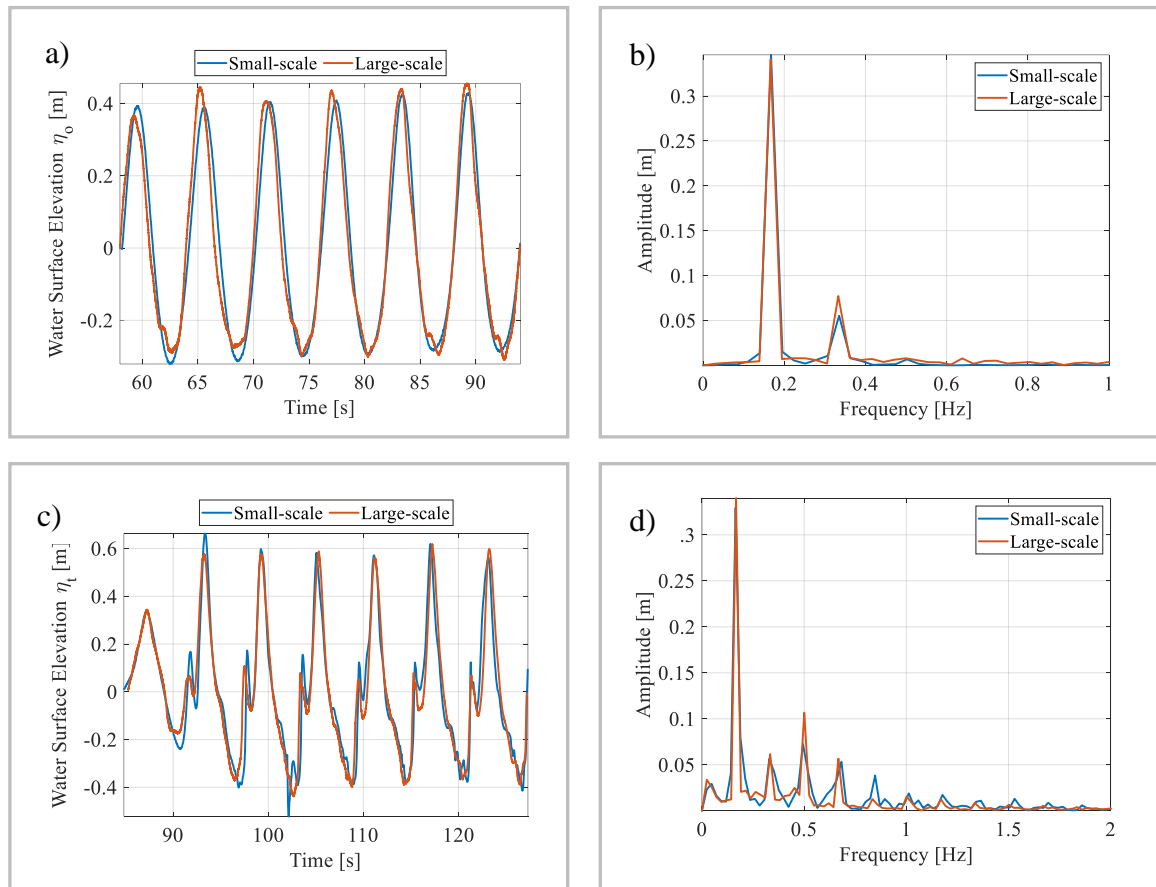 a)
Small-scale Large-scale
Water Surface Elevation η_o [m]
0.4
0.2
0
-0.2
60 65 70 75 80 85 90
Time [s]
b)
Small-scale
Large-scale
Amplitude [m]
0.3
0.25
0.2
0.15
0.1
0.05
0 0.2 0.4 0.6 0.8 1
Frequency [Hz]
c)
Small-scale Large-scale
Water Surface Elevation η_t [m]
0.6
0.4
0.2
0
-0.2
-0.4
90 100 110 120
Time [s]
d)
Small-scale
Large-scale
Amplitude [m]
.3
0.25
0.2
0.15
0.1
0.05
0 0.5 1 1.5 2
Frequency [Hz]